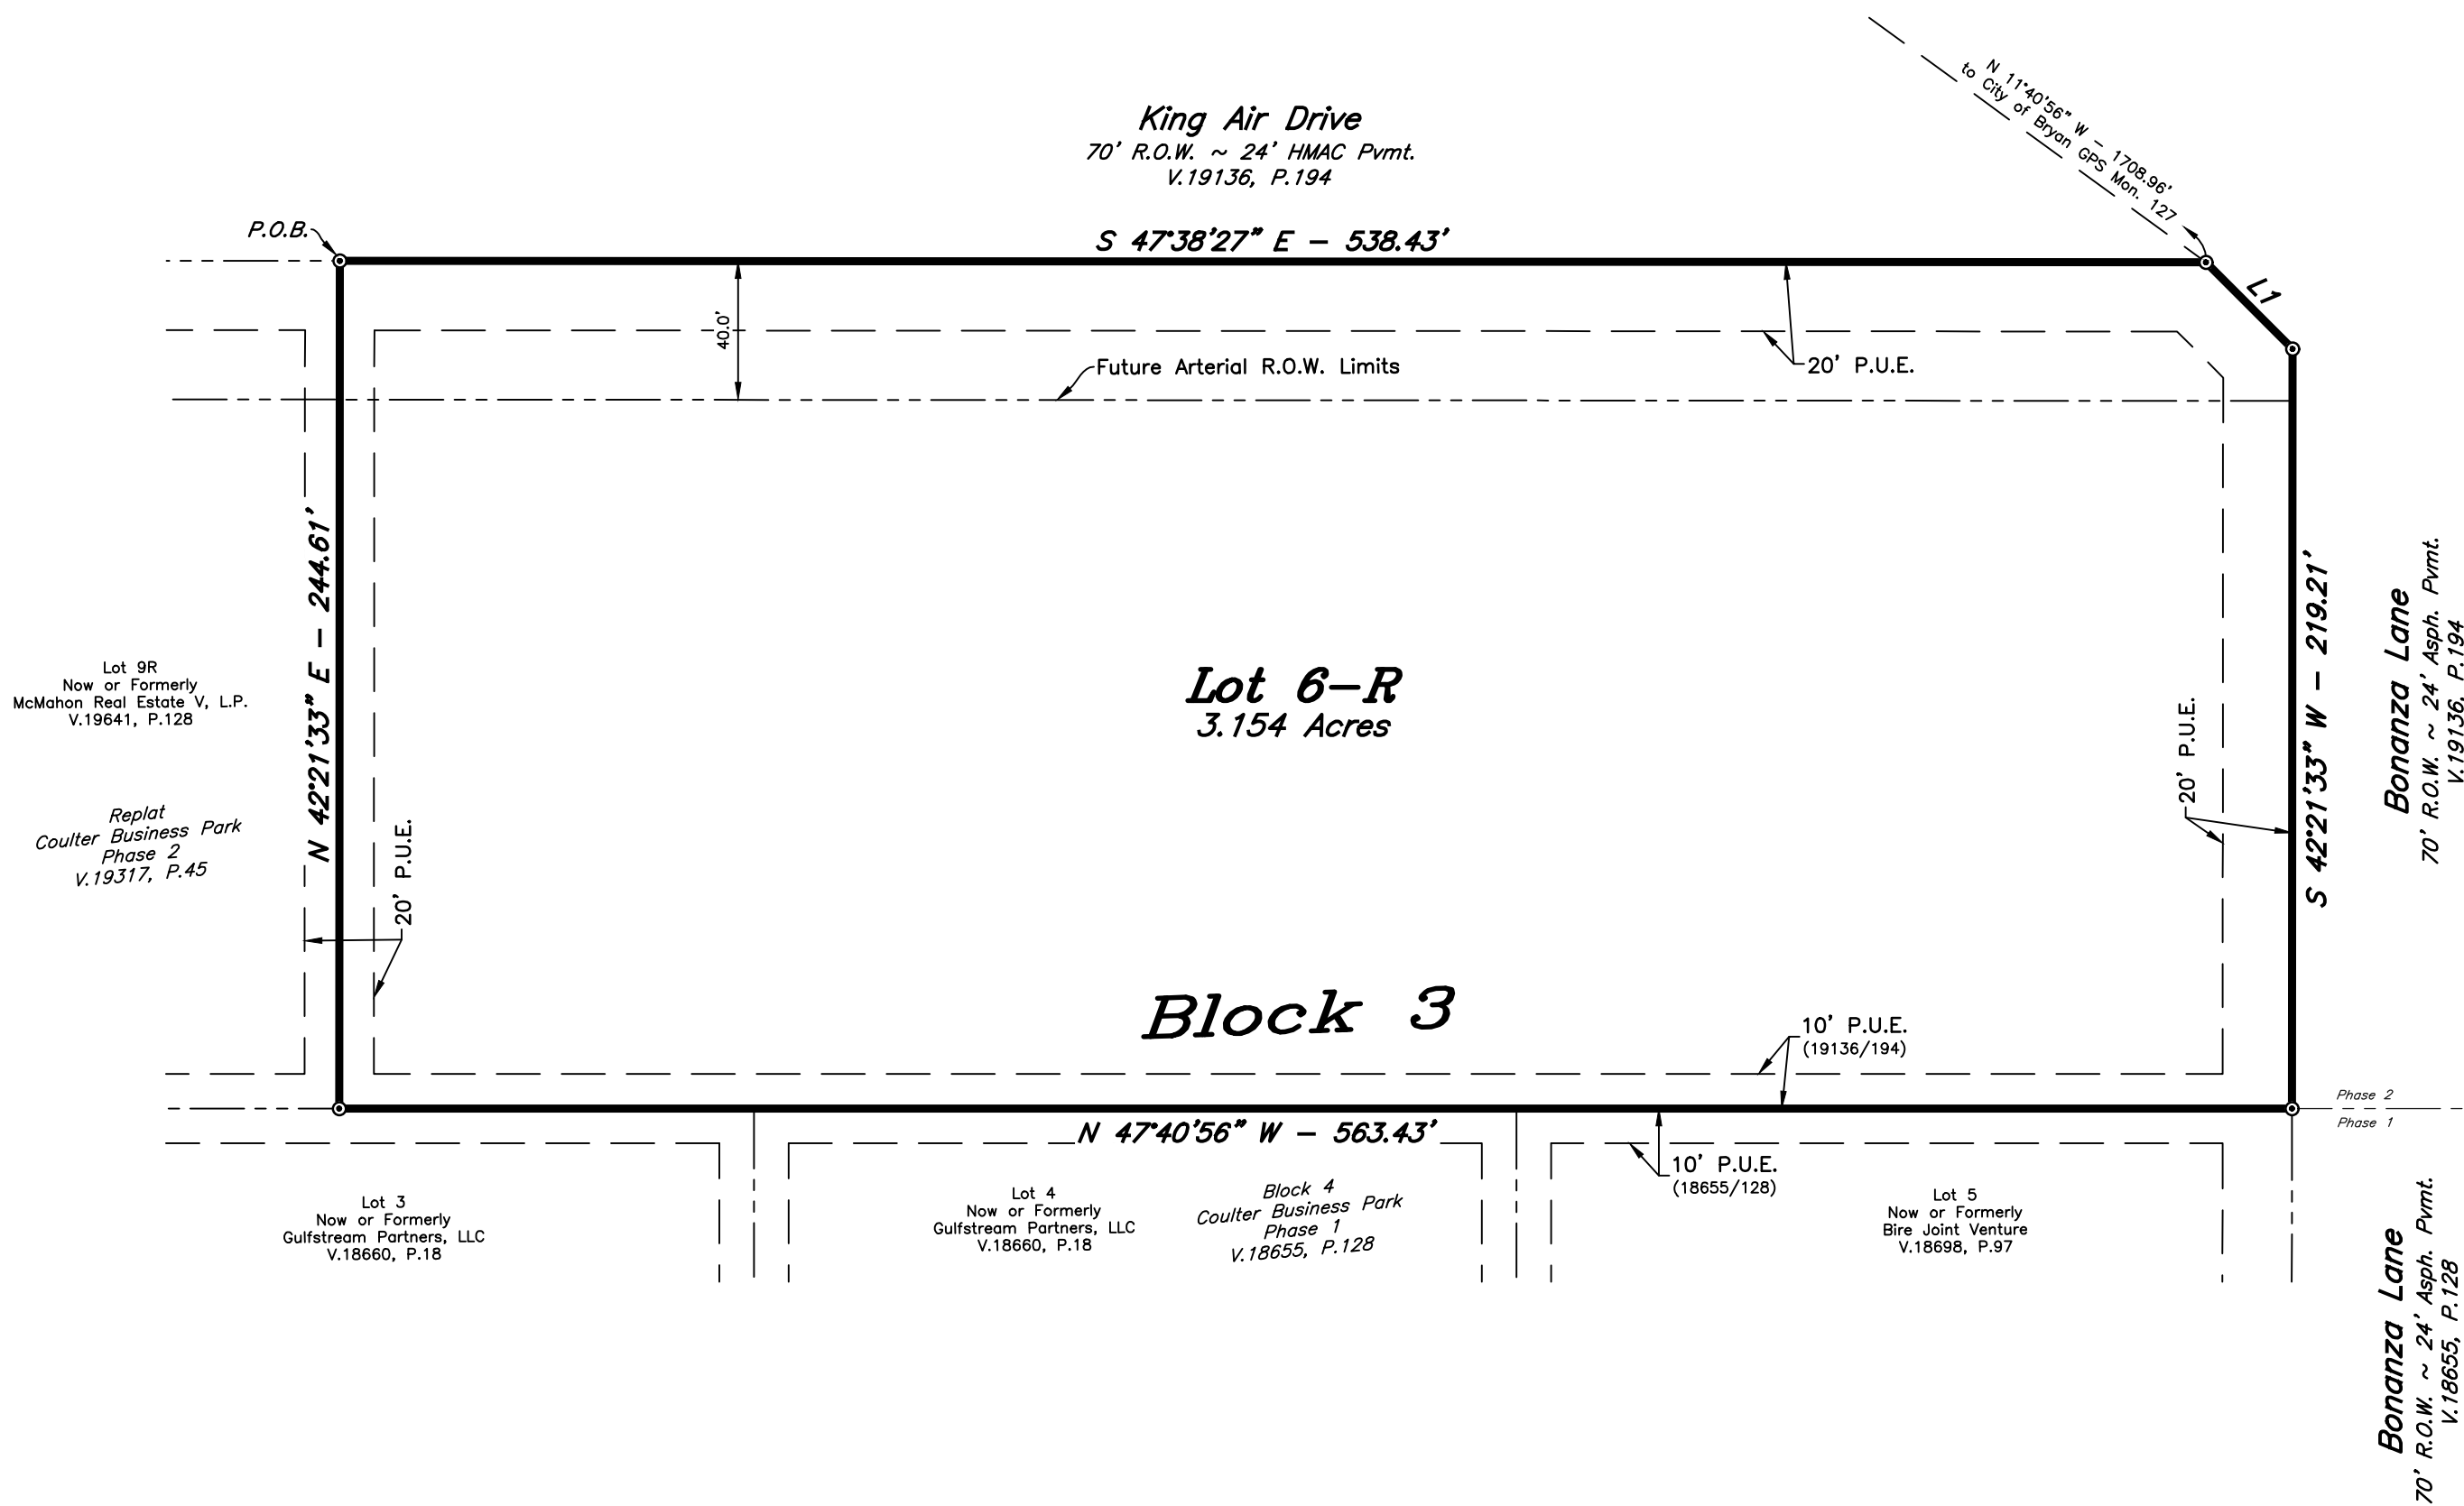 N 11°40'56" W - 1708.96'
to City of Bryan GPS Mon. 127
King Air Drive
70' R.O.W. ~ 24' HMAC Pvmt.
V.19136, P.194
P.O.B.
S 47°38'27" E - 538.43'
L1
40.0'
Future Arterial R.O.W. Limits
20' P.U.E.
N 42°21'33" E - 244.61'
S 42°21'33" W - 219.21'
Bonanza Lane
70' R.O.W. ~ 24' Asph. Pvmt.
V.19136, P.194
Lot 9R
Now or Formerly
McMahon Real Estate V, L.P.
V.19641, P.128
Lot 6-R
3.154 Acres
20' P.U.E.
Replat
Coulter Business Park
Phase 2
V.19317, P.45
20' P.U.E.
Block 3
10' P.U.E.
(19136/194)
Phase 2
Phase 1
N 47°40'56" W - 563.43'
10' P.U.E.
(18655/128)
Lot 3
Now or Formerly
Gulfstream Partners, LLC
V.18660, P.18
Lot 4
Now or Formerly
Gulfstream Partners, LLC
V.18660, P.18
Block 4
Coulter Business Park
Phase 1
V.18655, P.128
Lot 5
Now or Formerly
Bire Joint Venture
V.18698, P.97
Bonanza Lane
70' R.O.W. ~ 24' Asph. Pvmt.
V.18655, P.128